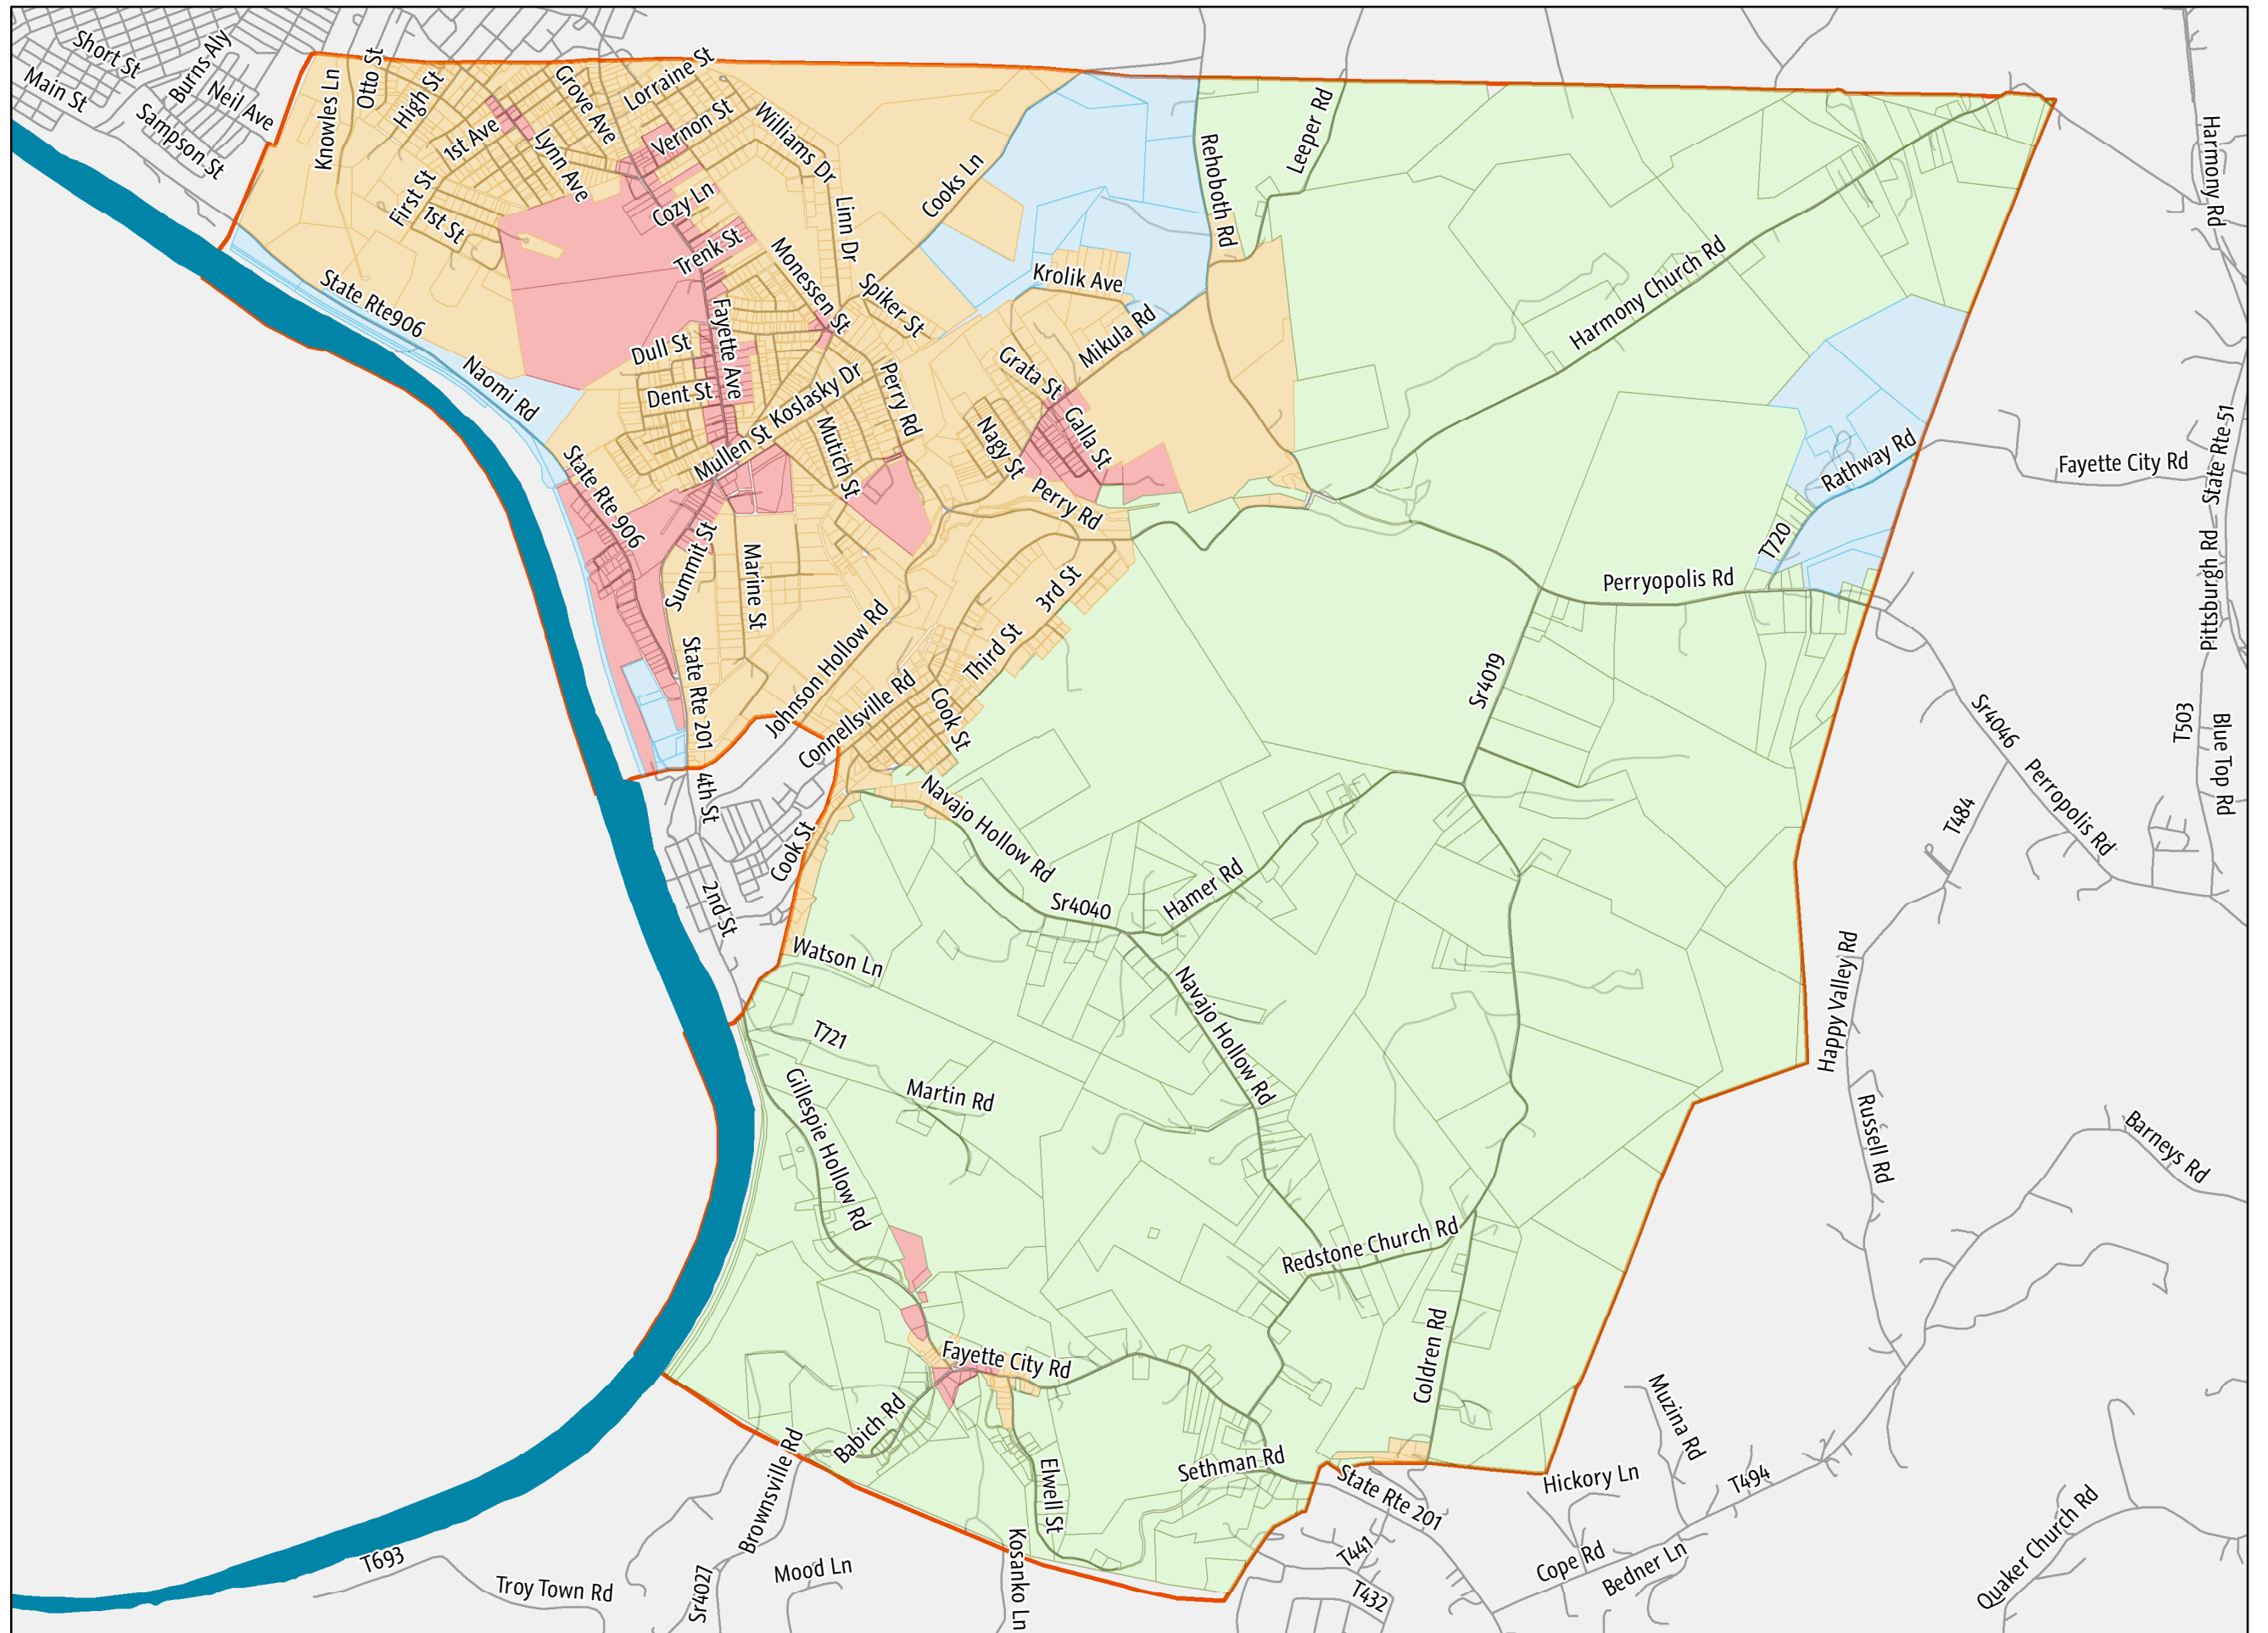 Short St
Burns Aly
Main St
Neil Ave
Sampson St
Knowles Ln
Otto St
High St
Grove Ave
Lorraine St
Vernon St
1st Ave
Lynn Ave
Williams Dr
First St
1st St
Cozy Ln
Linn Dr
Cooks Ln
Rehoboth Rd
Leeper Rd
Harmony Rd
Trenk St
Monessen St
Spiker St
Krolik Ave
Harmony Church Rd
State Rte906
Naomi Rd
Dull St
Fayette Ave
Dent St
Koslasky Dr
Perry Rd
Grata St
Mikula Rd
Galla St
Mullen St
Mutich St
Nagy St
Perry Rd
Rathway Rd
Fayette City Rd
State Rte 51
State Rte 906
Summit St
Marine St
3rd St
T720
Perryopolis Rd
Pittsburgh Rd
Johnson Hollow Rd
Third St
State Rte 201
Connellsville Rd
Cook St
Sr4019
Sr4046
T503
Blue Top Rd
4th St
Cook St
Navajo Hollow Rd
T484
Perropolis Rd
2nd St
Sr4040
Hamer Rd
Watson Ln
Navajo Hollow Rd
Happy Valley Rd
T721
Martin Rd
Gillespie Hollow Rd
Russell Rd
Barneys Rd
Redstone Church Rd
Coldren Rd
Fayette City Rd
Babich Rd
Muzina Rd
Brownsville Rd
Elwell St
Sethman Rd
State Rte 201
Hickory Ln
T494
Quaker Church Rd
T693
Troy Town Rd
Sr4027
Mood Ln
Kosanko Ln
T441
T432
Cope Rd
Bedner Ln